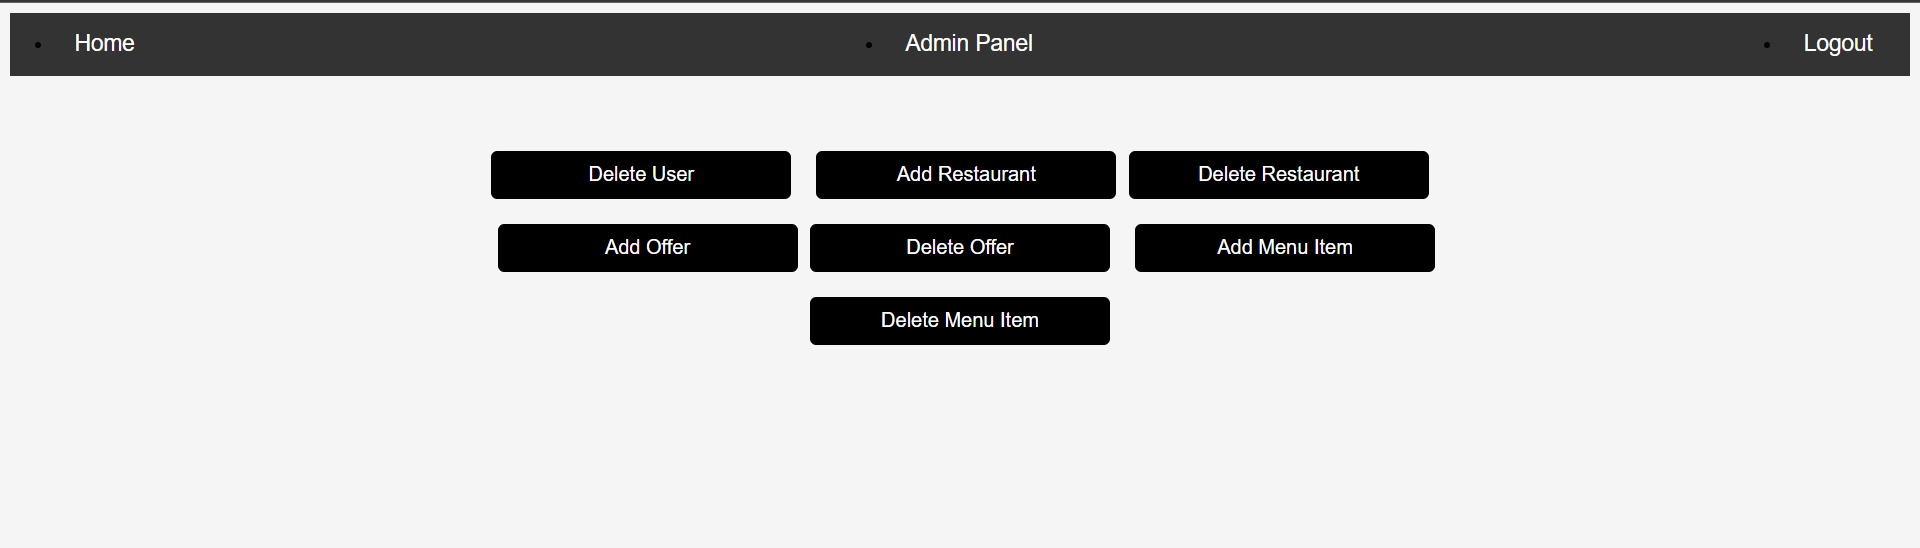 Home Admin Panel Logout
Delete User Add Restaurant Delete Restaurant
Add Offer Delete Offer Add Menu Item
Delete Menu Item